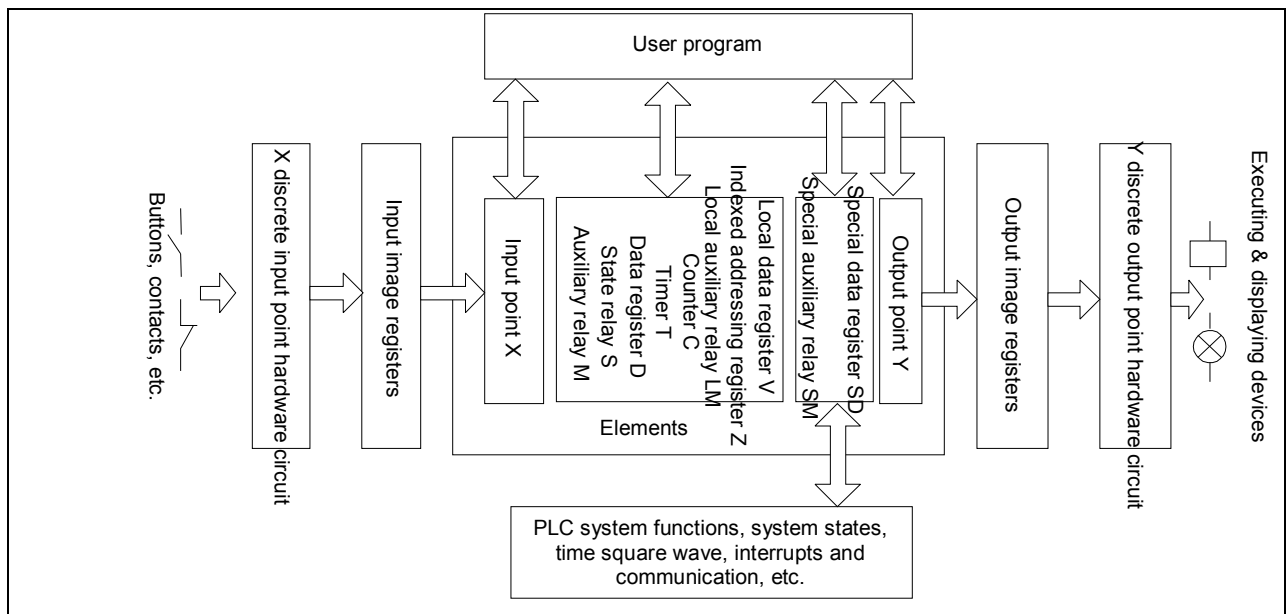 User program
Buttons, contacts, etc.
X discrete input point hardware circuit
Input image registers
Input point X
Local data register V
Indexed addressing register Z
Local auxiliary relay LM
Counter C
Timer T
Data register D
State relay S
Auxiliary relay M
Special data register SD
Special auxiliary relay SM
Output point Y
Elements
Output image registers
Y discrete output point hardware circuit
Executing & displaying devices
PLC system functions, system states,
time square wave, interrupts and
communication, etc.